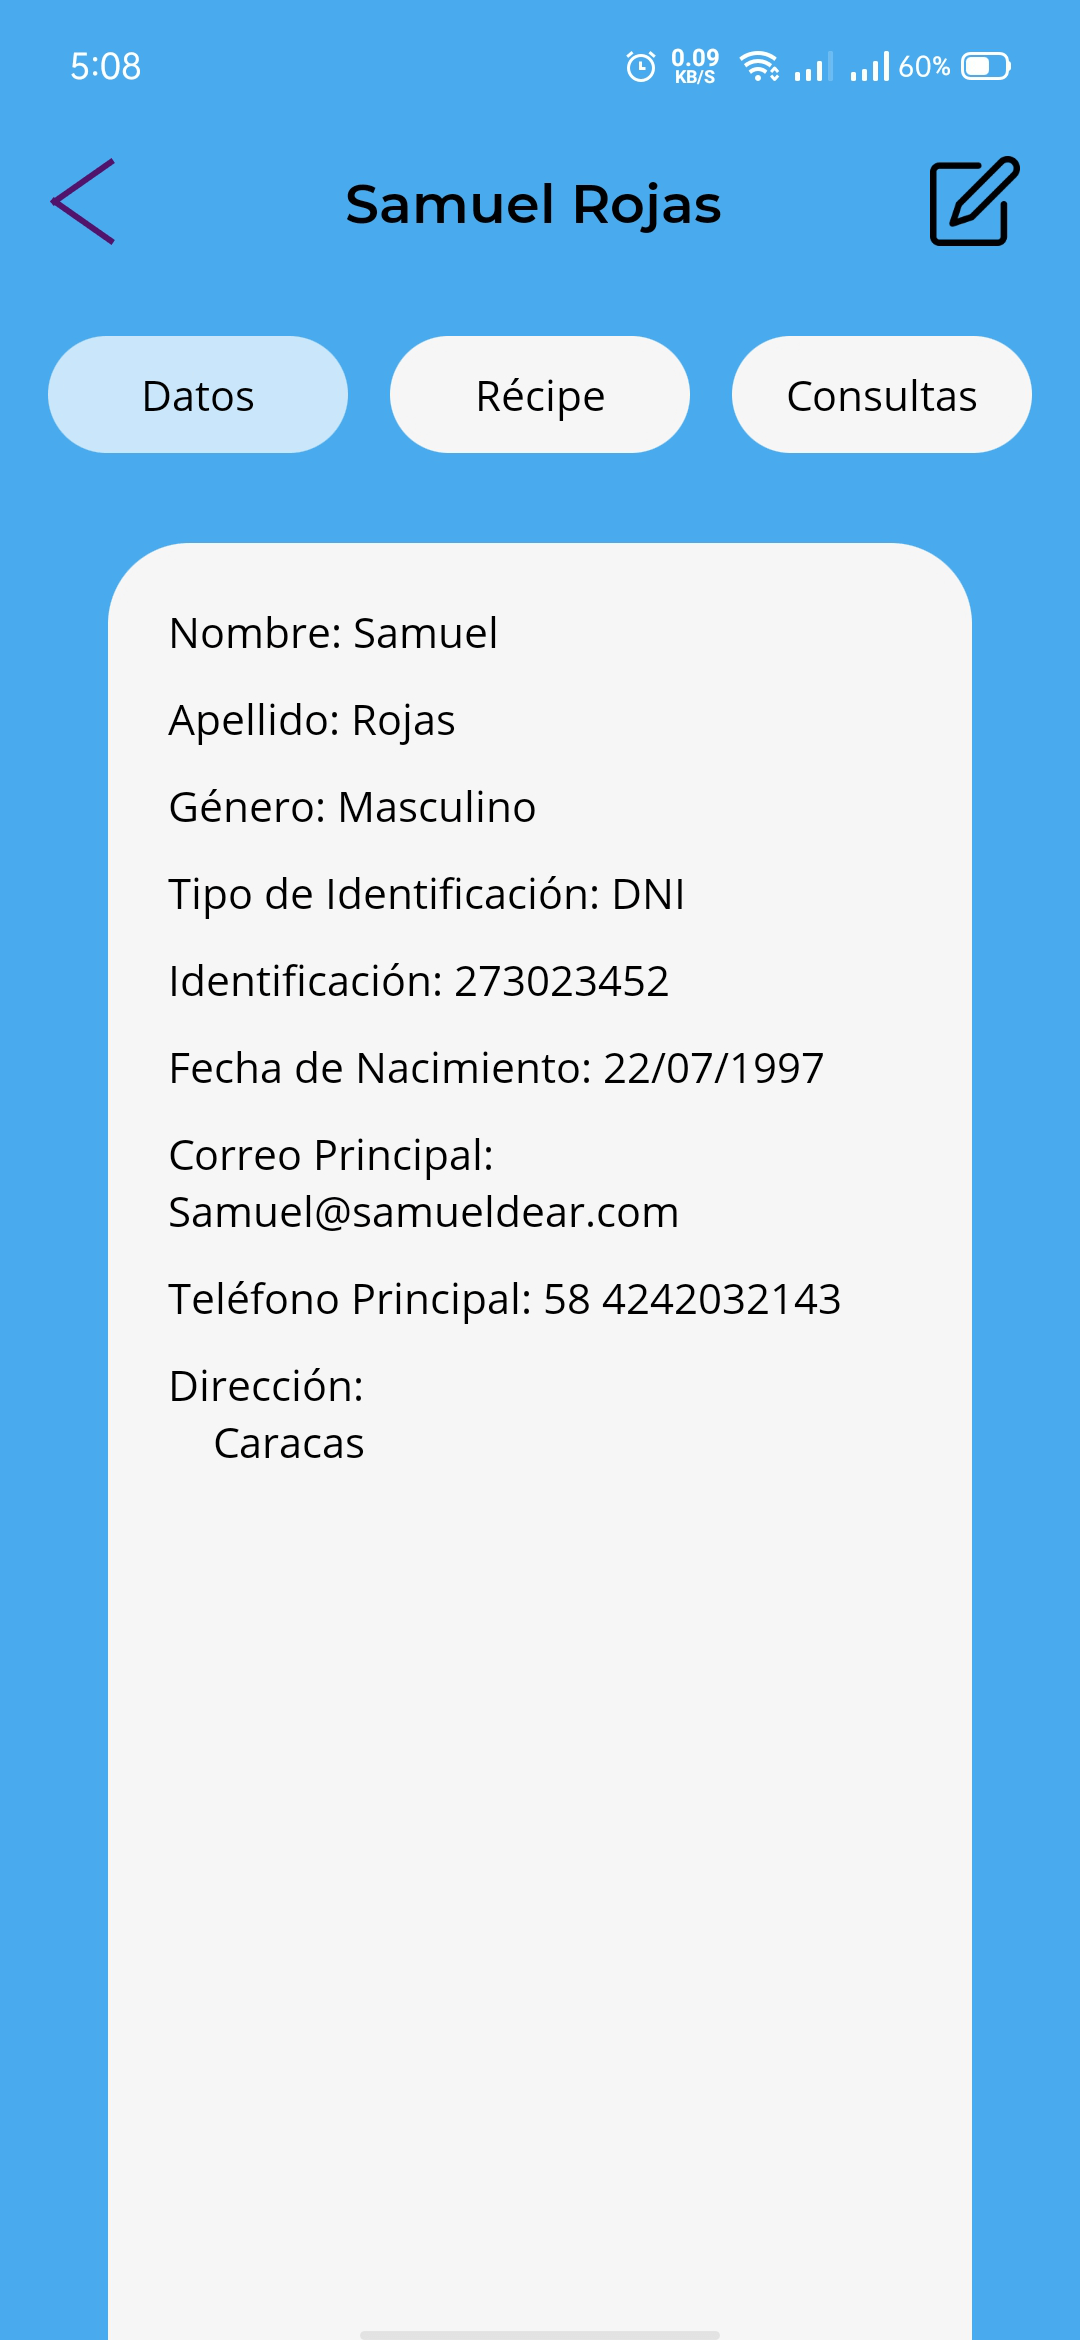 5:08
0.09
KB/S
60%
Samuel Rojas
Datos
Récipe
Consultas
Nombre: Samuel
Apellido: Rojas
Género: Masculino
Tipo de Identificación: DNI
Identificación: 273023452
Fecha de Nacimiento: 22/07/1997
Correo Principal:
Samuel@samueldear.com
Teléfono Principal: 58 4242032143
Dirección:
Caracas